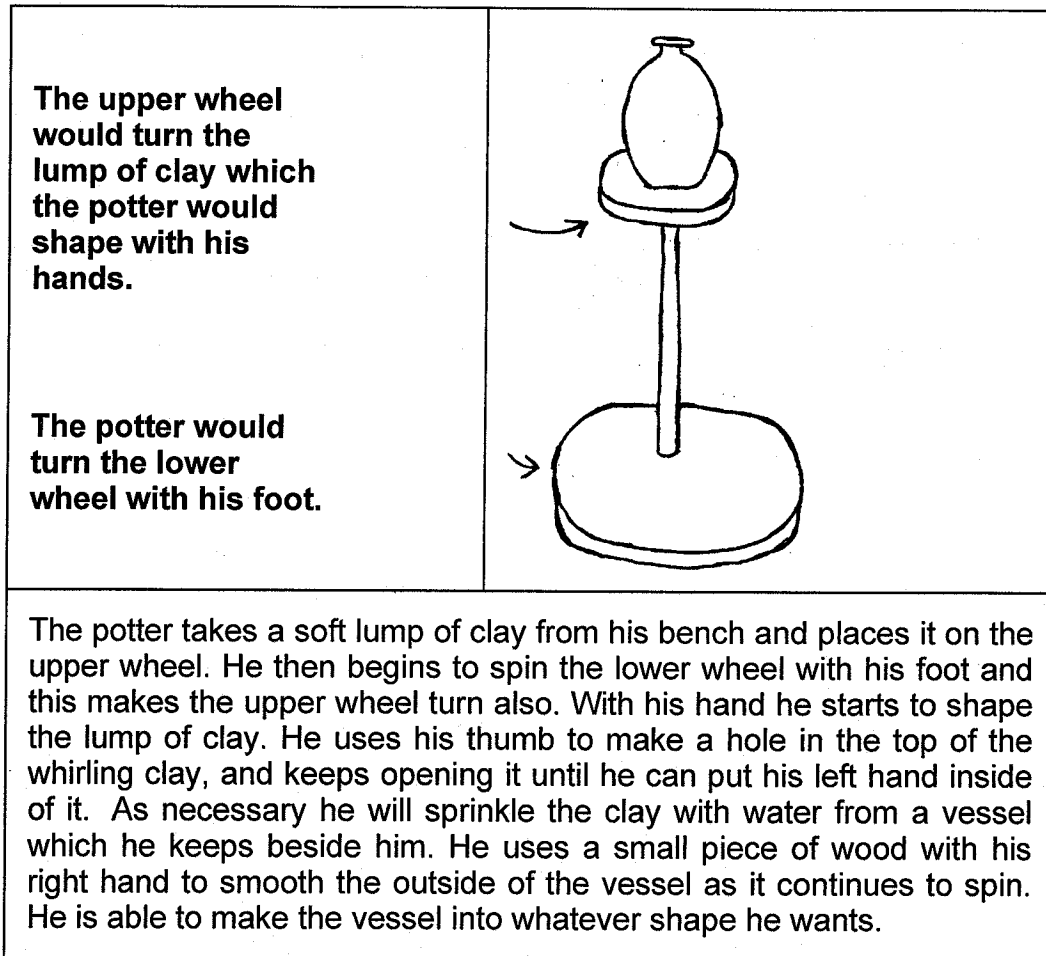 The upper wheel
would turn the
lump of clay which
the potter would
shape with his
hands.
The potter would
turn the lower
wheel with his foot.
The potter takes a soft lump of clay from his bench and places it on the
upper wheel. He then begins to spin the lower wheel with his foot and
this makes the upper wheel turn also. With his hand he starts to shape
the lump of clay. He uses his thumb to make a hole in the top of the
whirling clay, and keeps opening it until he can put his left hand inside
of it.  As necessary he will sprinkle the clay with water from a vessel
which he keeps beside him. He uses a small piece of wood with his
right hand to smooth the outside of the vessel as it continues to spin.
He is able to make the vessel into whatever shape he wants.